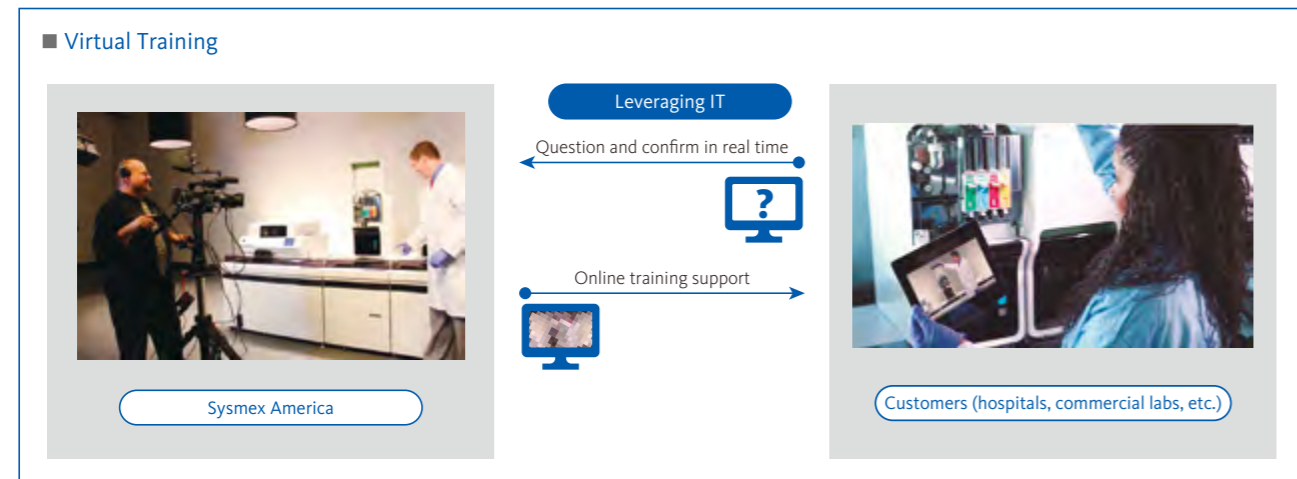 Virtual Training
Leveraging IT
Question and confirm in real time
?
Online training support
Sysmex America
Customers (hospitals, commercial labs, etc.)